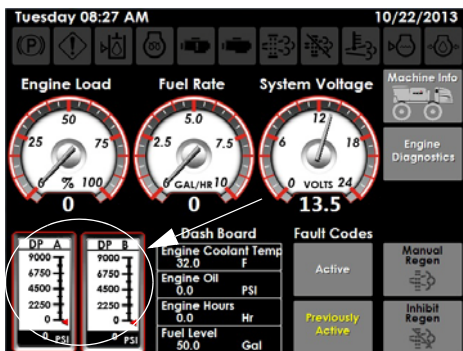 Tuesday 08:27 AM 10/22/2013
(P)
Engine Load Fuel Rate System Voltage
Machine Info
50 5.0 12
25 75 2.5 7.5 6 18
Engine
Diagnostics
0 % 100 0 GAL/HR 10 0 VOLTS 24
0 0 13.5
Dash Board Fault Codes
DP A DP B
9000 9000
6750 6750
4500 4500
2250 2250
0 0
0 PSI 0 PSI
Engine Coolant Temp
32.0 F
Engine Oil
0.0 PSI
Engine Hours
0.0 Hr
Fuel Level
50.0 Gal
Active
Previously
Active
Manual
Regen
Inhibit
Regen